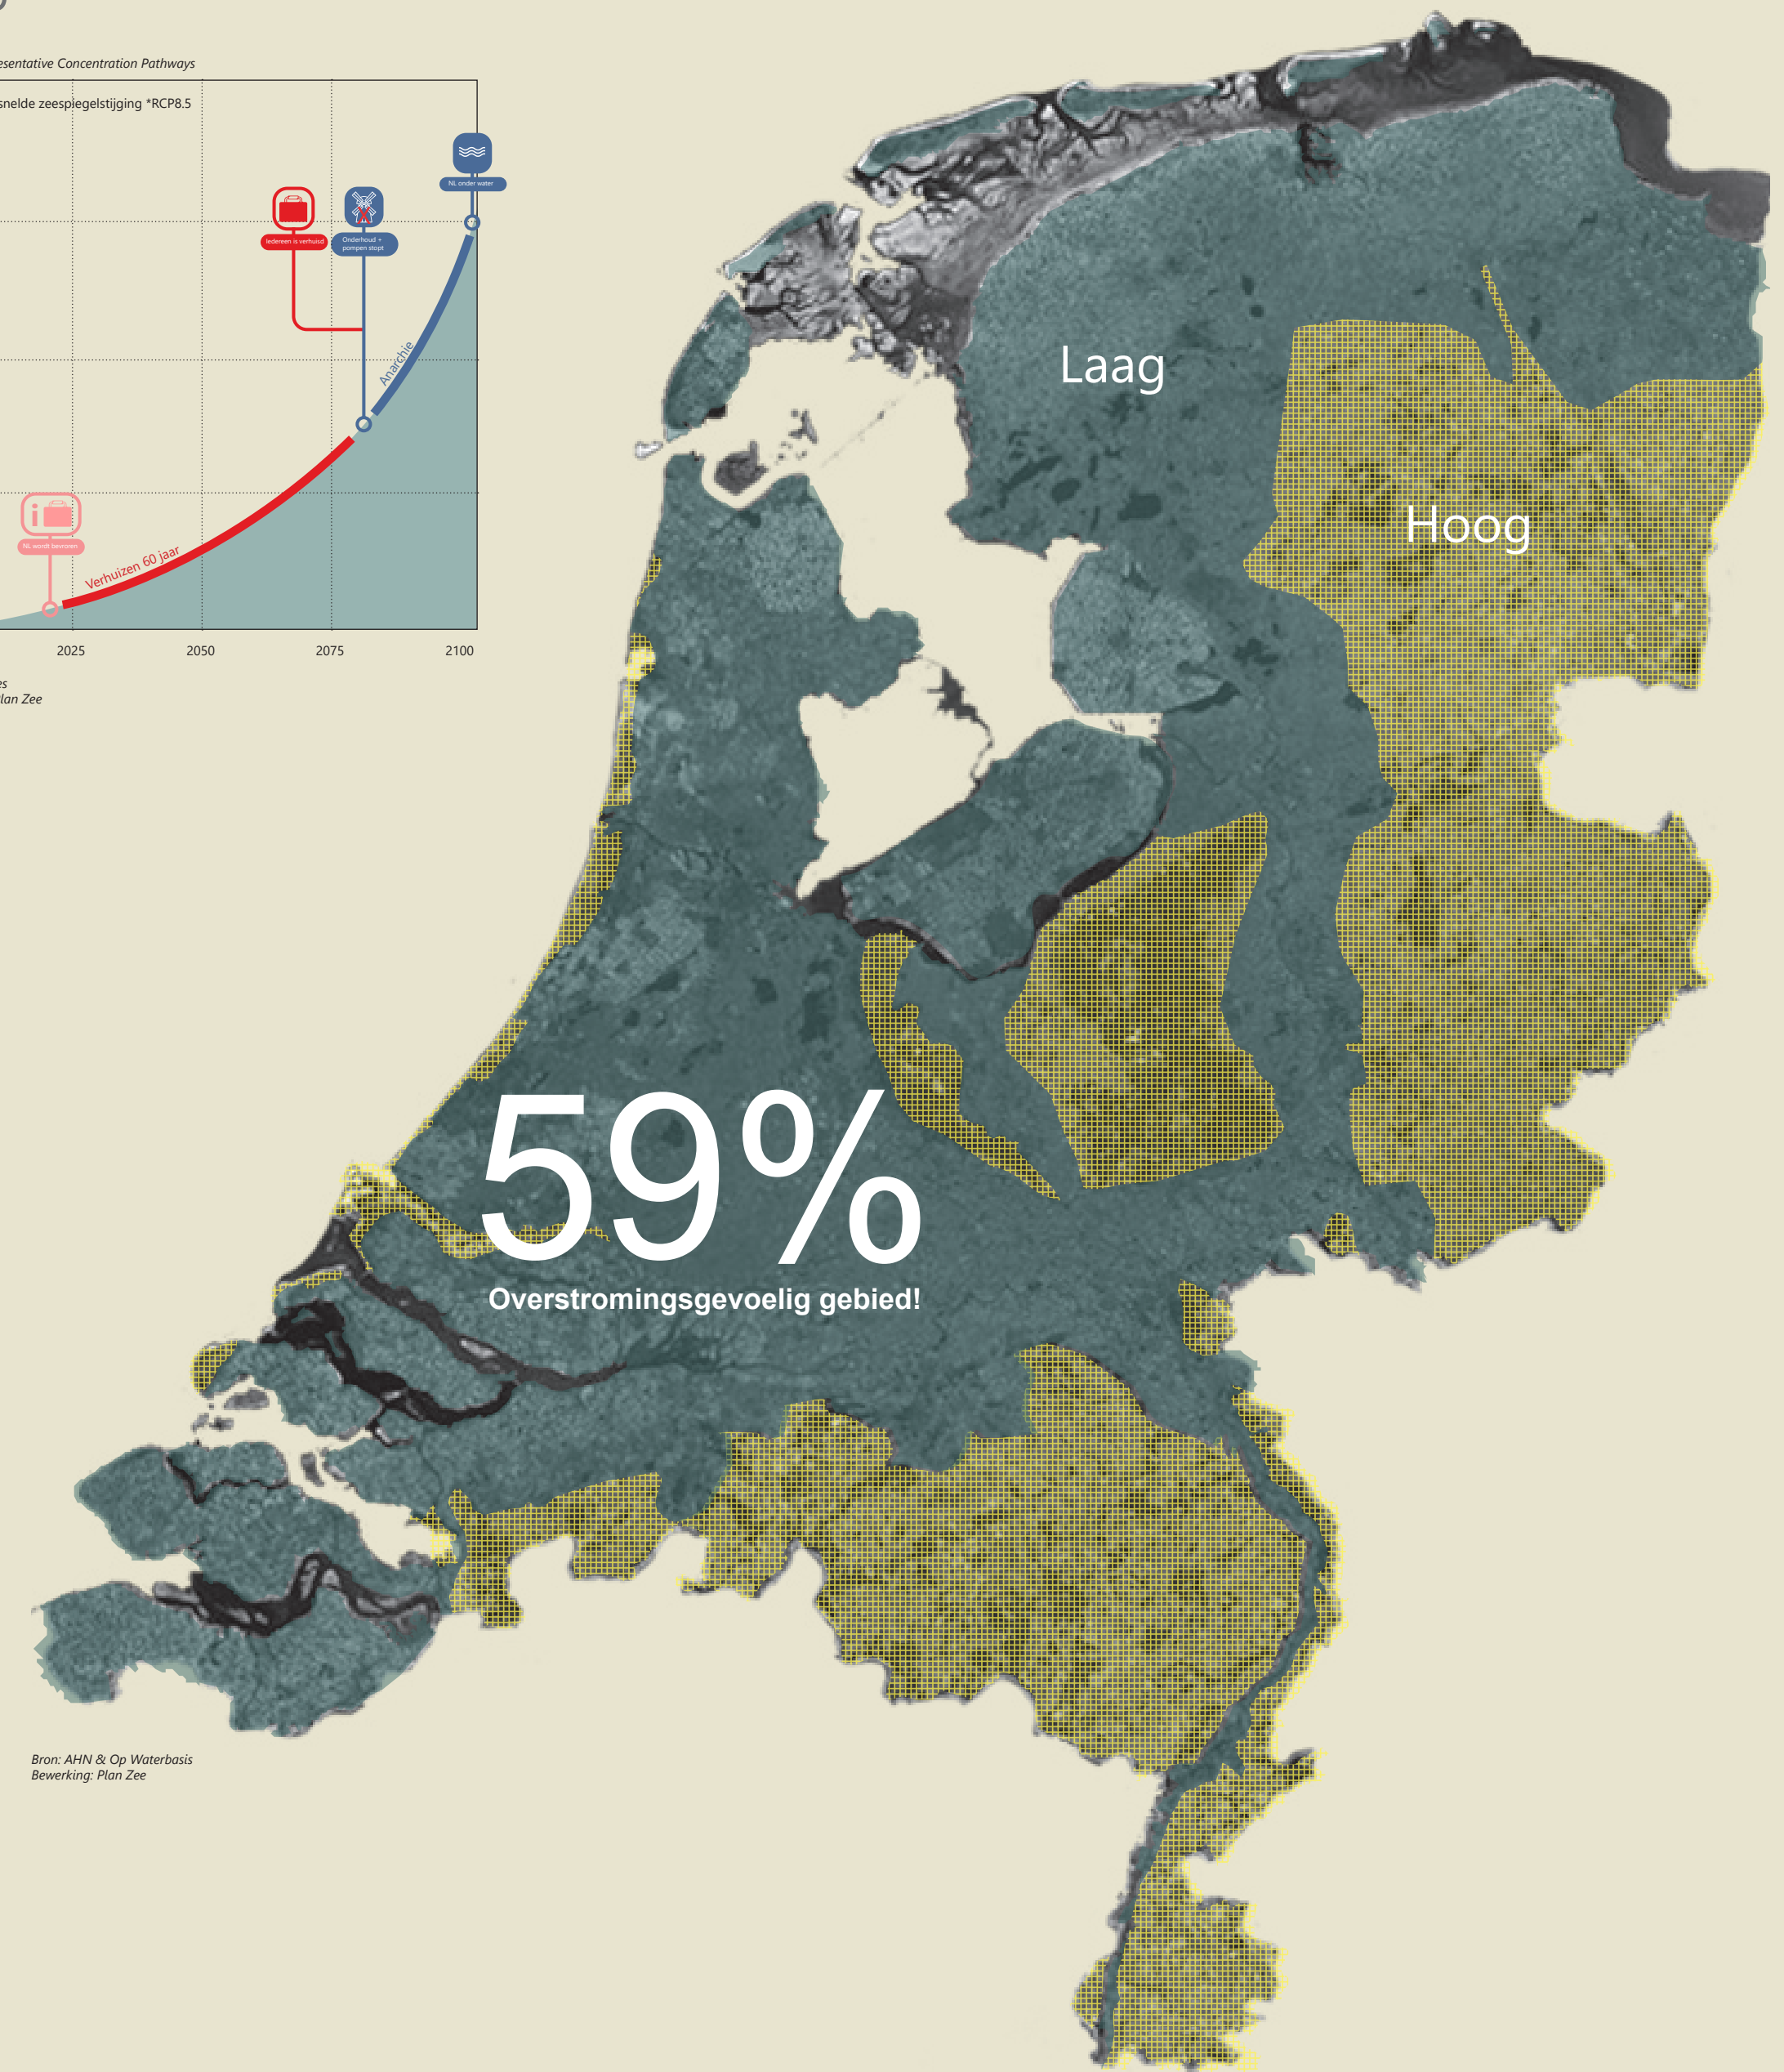 esentative Concentration Pathways
snelde zeespiegelstijging *RCP8.5
NL onder water
Iedereen is verhuisd
Onderhoud +
pompen stopt
Anarchie
NL wordt bevroren
Verhuizen 60 jaar
2025 2050 2075 2100
es
lan Zee
Laag
Hoog
59%
Overstromingsgevoelig gebied!
Bron: AHN & Op Waterbasis
Bewerking: Plan Zee